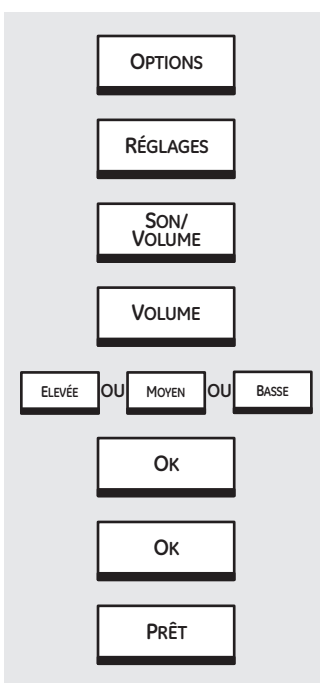 OPTIONS
RÉGLAGES
SON/
VOLUME
VOLUME
ELEVÉE OU MOYEN OU BASSE
OK
OK
PRÊT